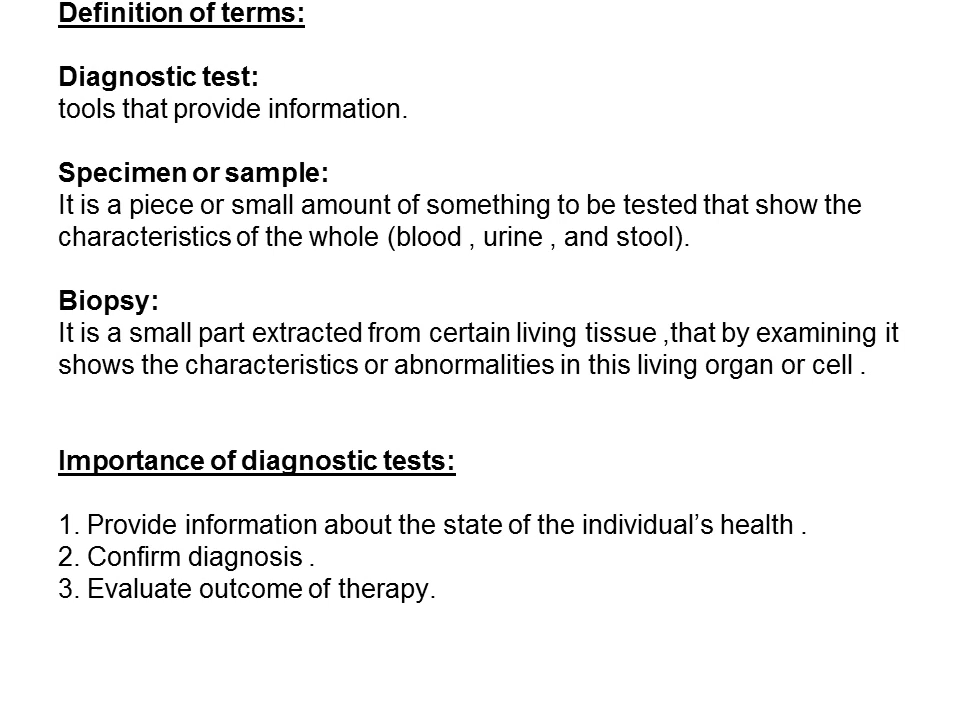 Definition of terms:
Diagnostic test:
tools that provide information.
Specimen or sample:
It is a piece or small amount of something to be tested that show the
characteristics of the whole (blood , urine , and stool).
Biopsy:
It is a small part extracted from certain living tissue ,that by examining it
shows the characteristics or abnormalities in this living organ or cell .
Importance of diagnostic tests:
1. Provide information about the state of the individual’s health .
2. Confirm diagnosis .
3. Evaluate outcome of therapy.